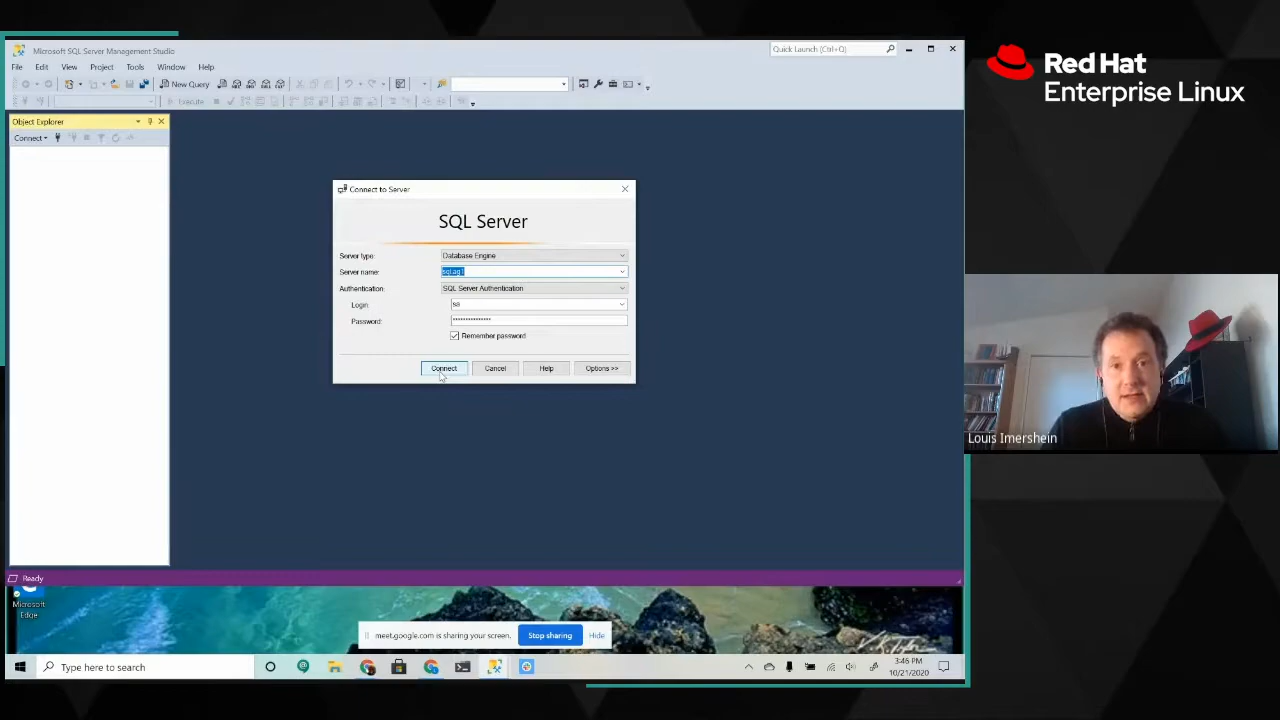 Microsoft SQL Server Management Studio
Quick Launch (Ctrl+Q)
File Edit View Project Tools Window Help
New Query
Execute
Object Explorer
Connect
Connect to Server
SQL Server
Server type: Database Engine
Server name: sqlag1
Authentication: SQL Server Authentication
Login: sa
Password: ***************
Remember password
Connect Cancel Help Options >>
Ready
Microsoft
Edge
meet.google.com is sharing your screen. Stop sharing Hide
Type here to search
3:46 PM
10/21/2020
Red Hat
Enterprise Linux
Louis Imershein